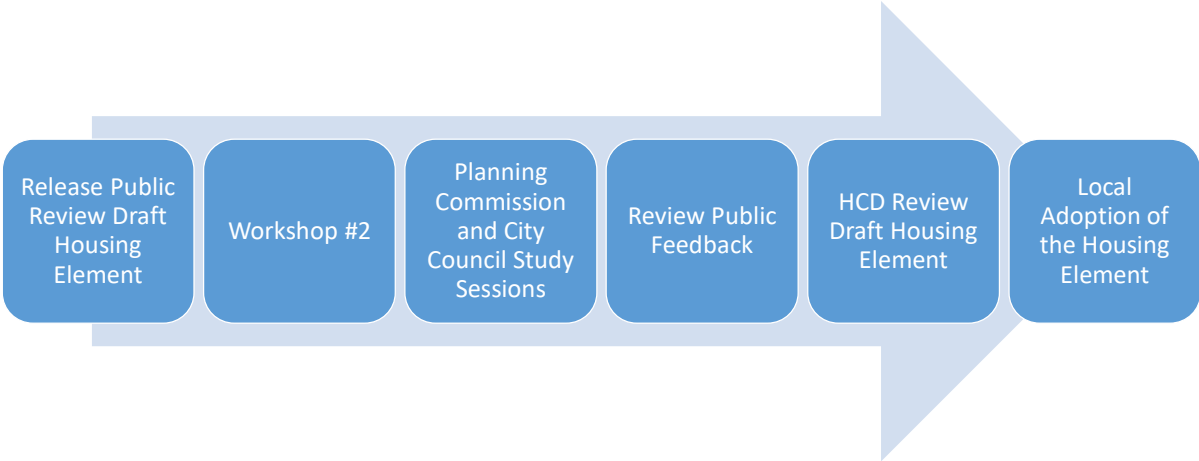 Release Public
Review Draft
Housing
Element
Workshop #2
Planning
Commission
and City
Council Study
Sessions
Review Public
Feedback
HCD Review
Draft Housing
Element
Local
Adoption of
the Housing
Element